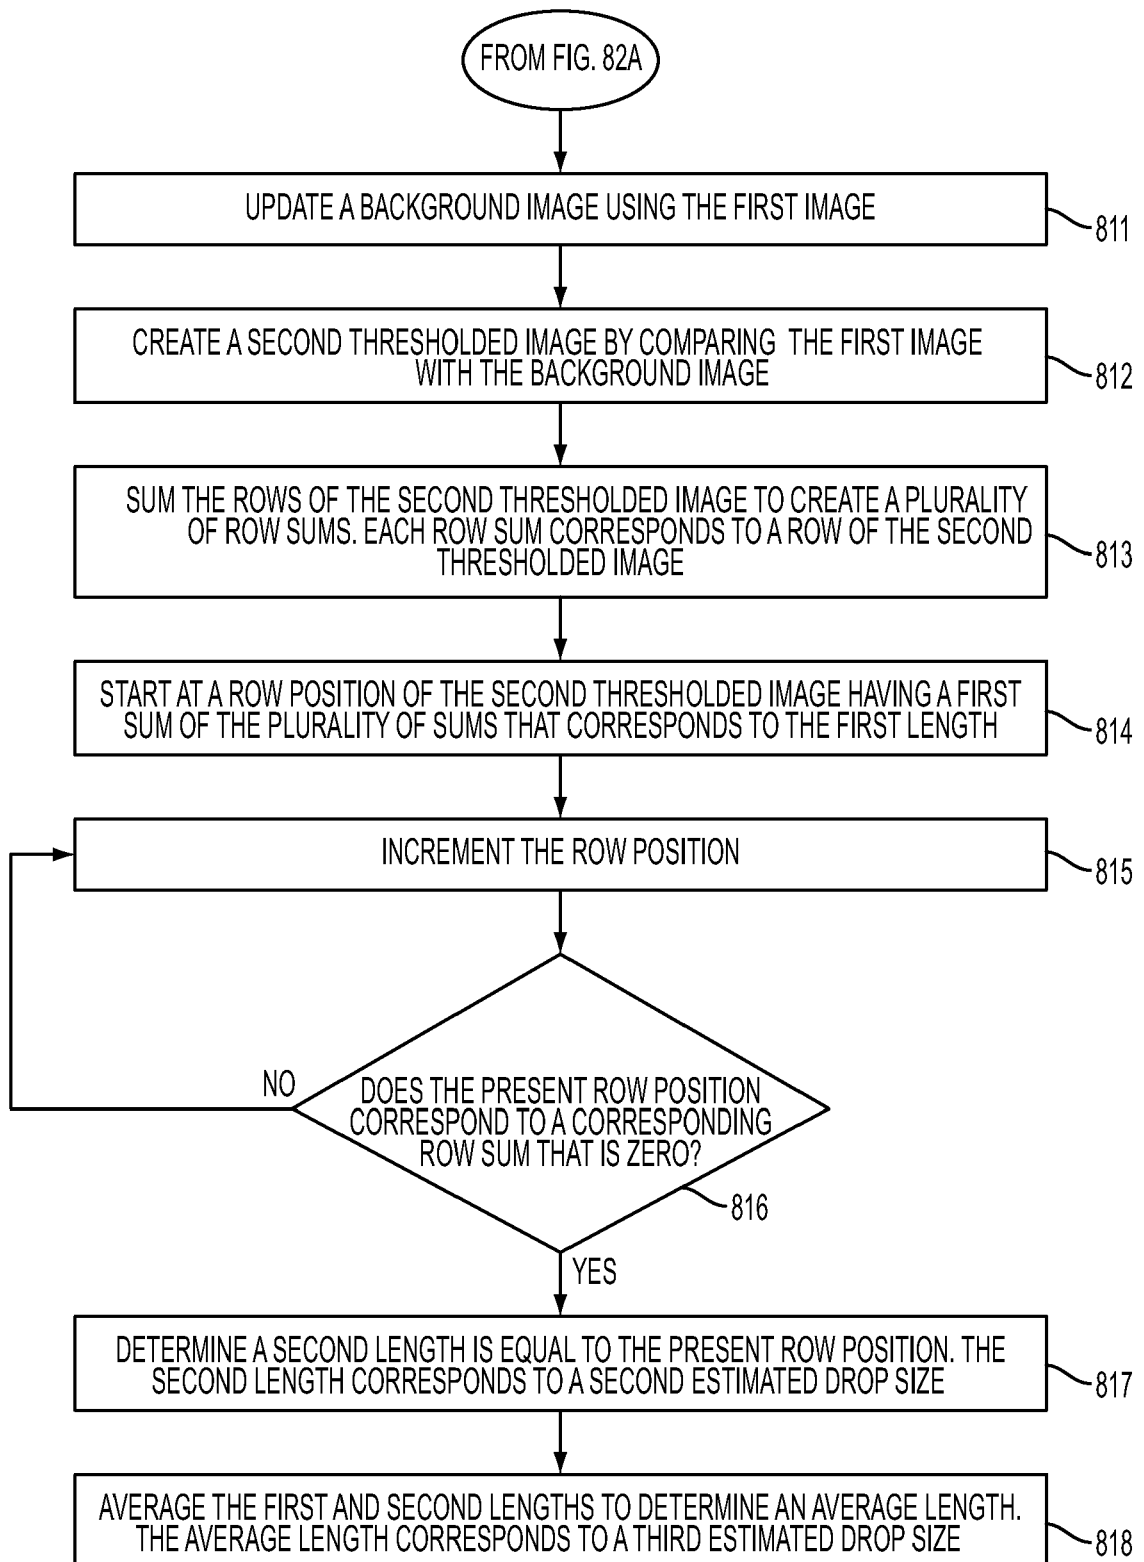 FROM FIG. 82A
UPDATE A BACKGROUND IMAGE USING THE FIRST IMAGE
811
CREATE A SECOND THRESHOLDED IMAGE BY COMPARING THE FIRST IMAGE
WITH THE BACKGROUND IMAGE
812
SUM THE ROWS OF THE SECOND THRESHOLDED IMAGE TO CREATE A PLURALITY
OF ROW SUMS. EACH ROW SUM CORRESPONDS TO A ROW OF THE SECOND
THRESHOLDED IMAGE
813
START AT A ROW POSITION OF THE SECOND THRESHOLDED IMAGE HAVING A FIRST
SUM OF THE PLURALITY OF SUMS THAT CORRESPONDS TO THE FIRST LENGTH
814
INCREMENT THE ROW POSITION
815
NO
DOES THE PRESENT ROW POSITION
CORRESPOND TO A CORRESPONDING
ROW SUM THAT IS ZERO?
816
YES
DETERMINE A SECOND LENGTH IS EQUAL TO THE PRESENT ROW POSITION. THE
SECOND LENGTH CORRESPONDS TO A SECOND ESTIMATED DROP SIZE
817
AVERAGE THE FIRST AND SECOND LENGTHS TO DETERMINE AN AVERAGE LENGTH.
THE AVERAGE LENGTH CORRESPONDS TO A THIRD ESTIMATED DROP SIZE
818